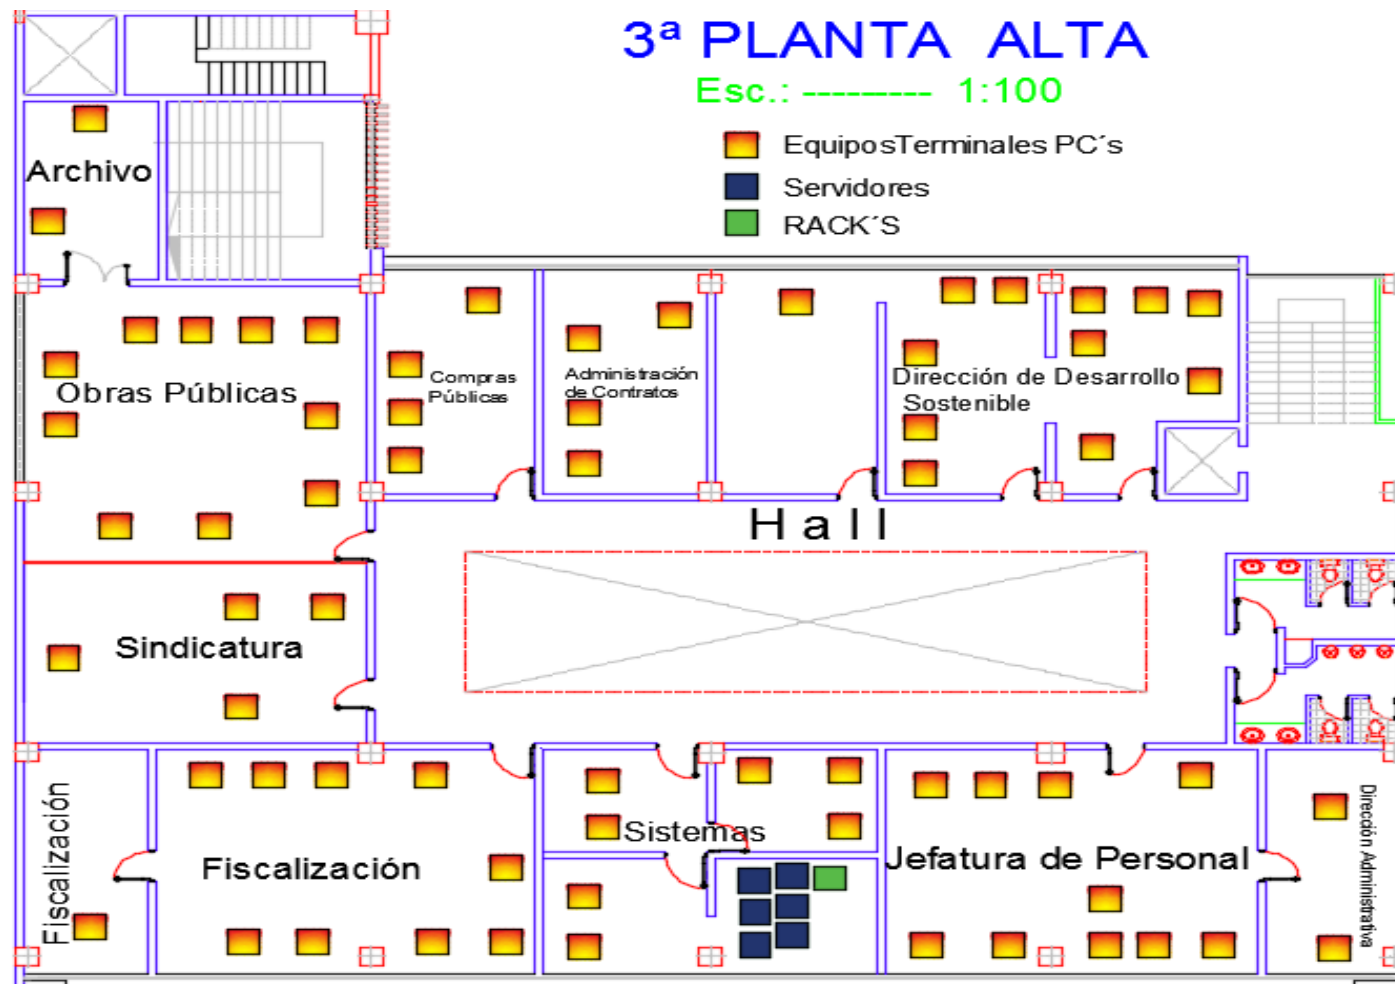 3ª PLANTA ALTA
Esc.: --------- 1:100
EquiposTerminales PC´s
Servidores
RACK´S
Archivo
Obras Públicas
Compras
Públicas
Administración
de Contratos
Dirección de Desarrollo
Sostenible
Hall
Sindicatura
Fiscalización
Fiscalización
Sistemas
Jefatura de Personal
Dirección Administrativa